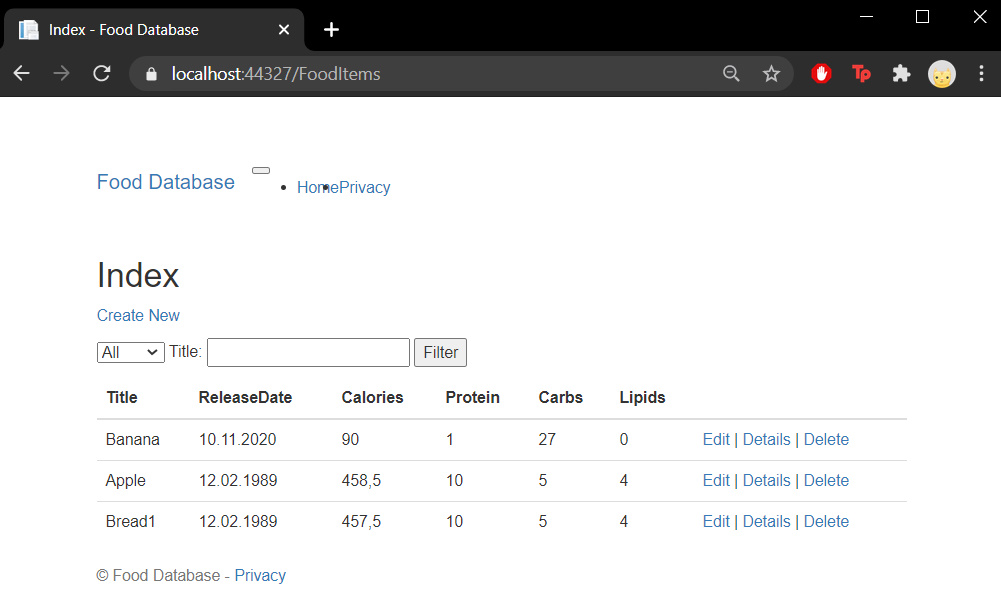 Index - Food Database
localhost:44327/FoodItems
Tp
Food Database
HomePrivacy
Index
Create New
All Title: Filter
Title ReleaseDate Calories Protein Carbs Lipids
Banana 10.11.2020 90 1 27 0 Edit | Details | Delete
Apple 12.02.1989 458,5 10 5 4 Edit | Details | Delete
Bread1 12.02.1989 457,5 10 5 4 Edit | Details | Delete
© Food Database - Privacy